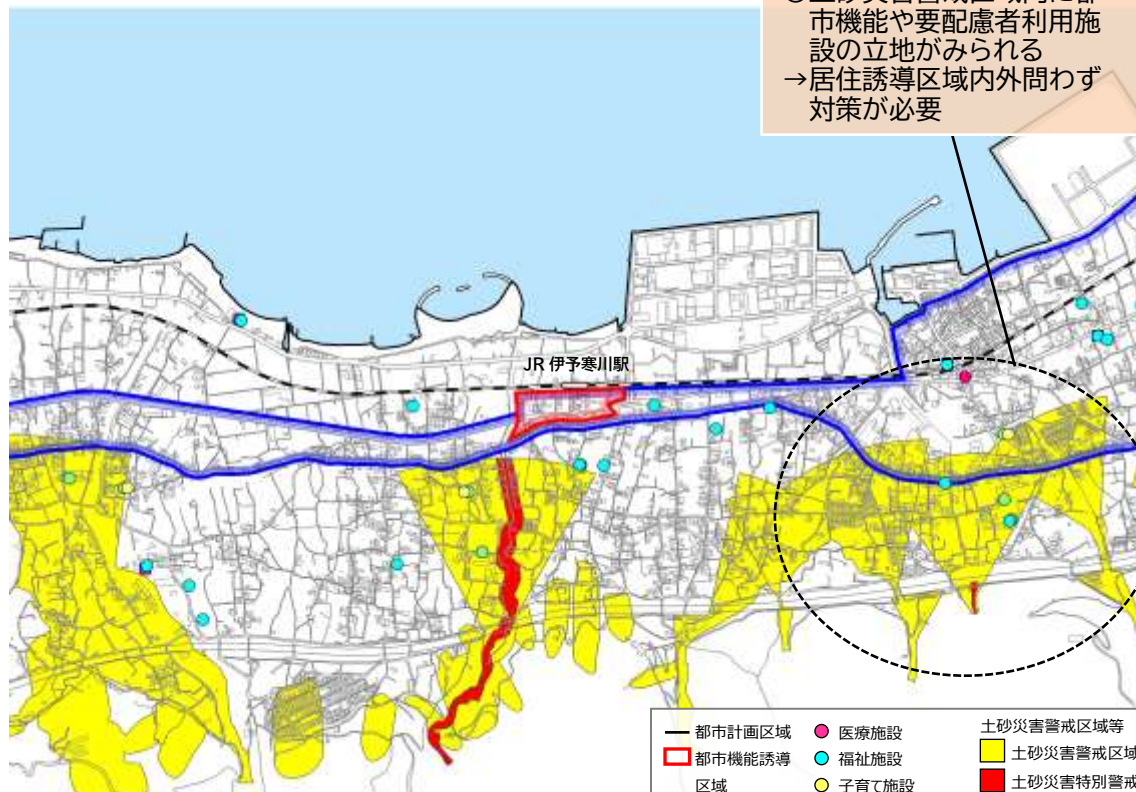 市機能や要配慮者利用施
設の立地がみられる
→居住誘導区域内外問わず
対策が必要
JR 伊予寒川駅
都市計画区域
都市機能誘導
区域
医療施設
福祉施設
子育て施設
土砂災害警戒区域等
土砂災害警戒区域
土砂災害特別警戒